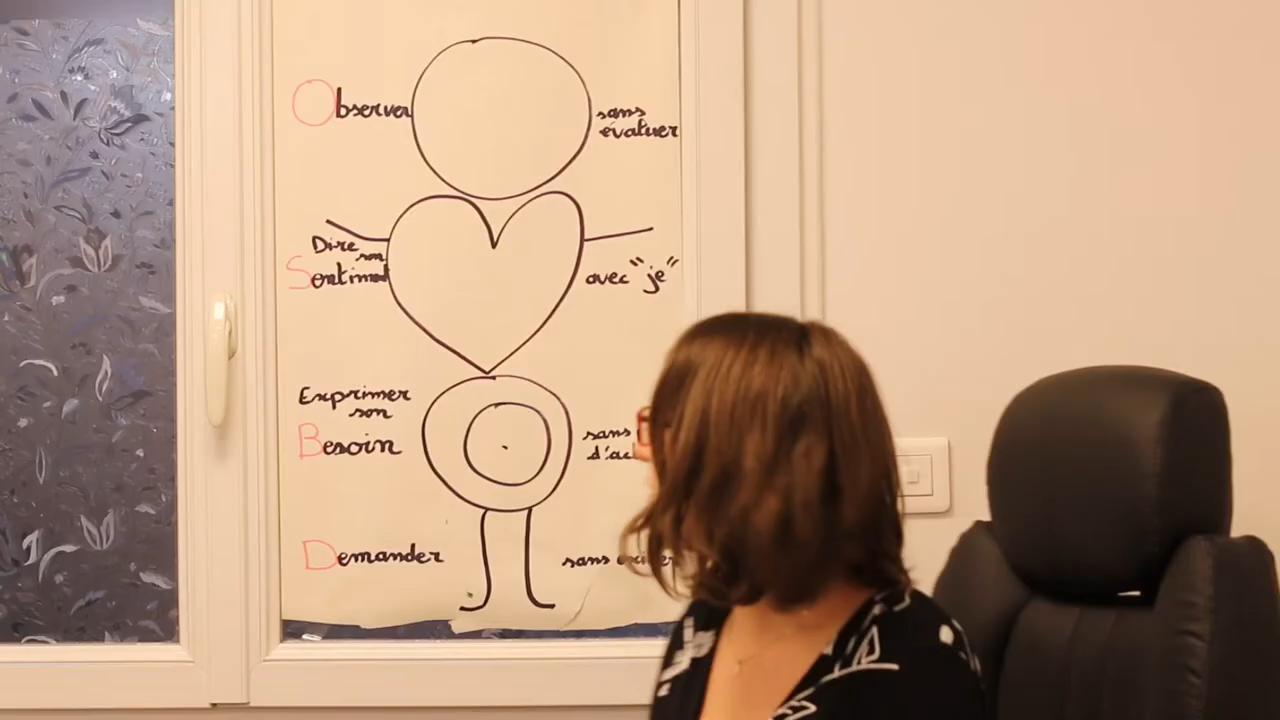 Observer
sans
évaluer
Dire
son
Sentiment
avec "je"
Exprimer
son
Besoin
sans
Demander
sans